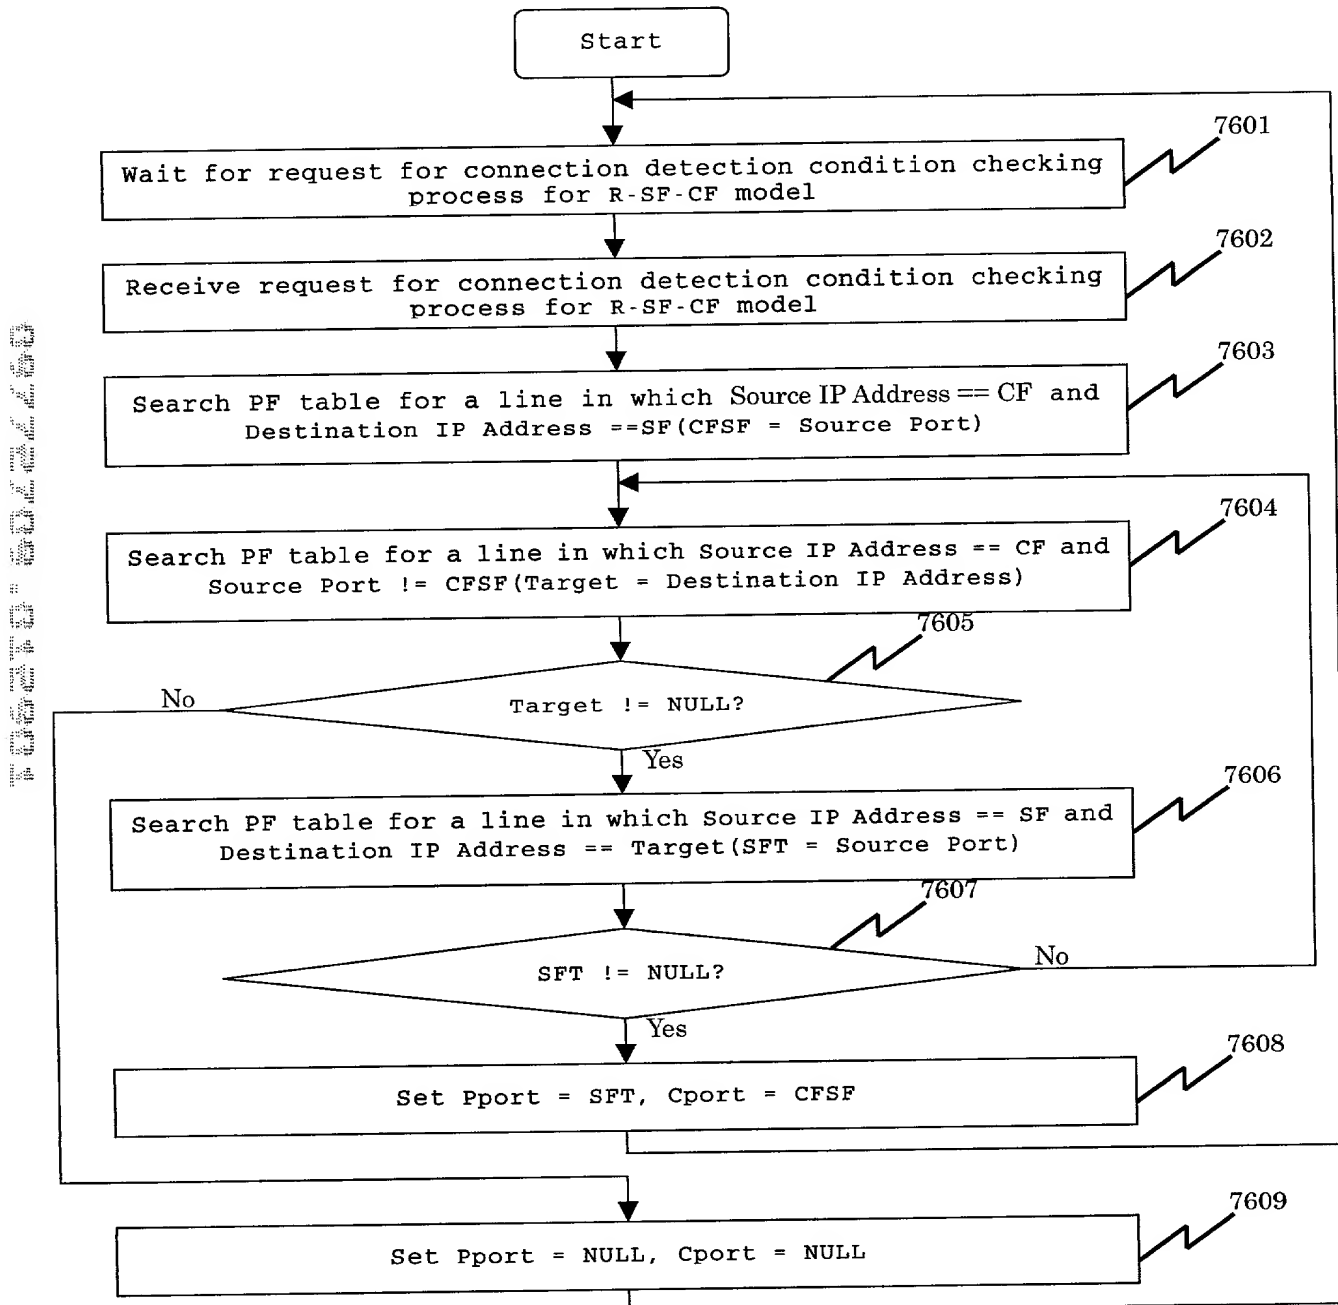 Start
7601
Wait for request for connection detection condition checking
process for R-SF-CF model
7602
Receive request for connection detection condition checking
process for R-SF-CF model
7603
Search PF table for a line in which Source IP Address == CF and
Destination IP Address ==SF(CFSF = Source Port)
7604
Search PF table for a line in which Source IP Address == CF and
Source Port != CFSF(Target = Destination IP Address)
7605
No
Target != NULL?
Yes
7606
Search PF table for a line in which Source IP Address == SF and
Destination IP Address == Target(SFT = Source Port)
7607
No
SFT != NULL?
Yes
7608
Set Pport = SFT, Cport = CFSF
7609
Set Pport = NULL, Cport = NULL